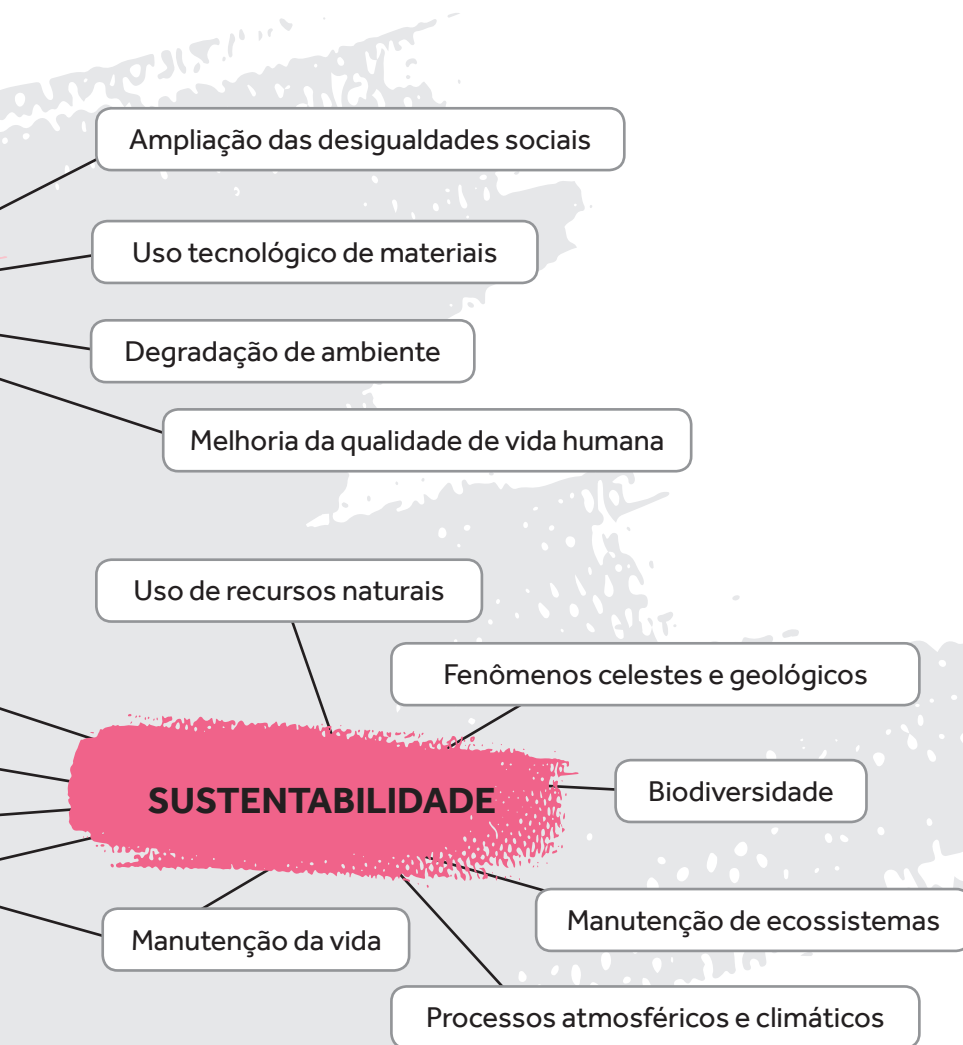 Ampliação das desigualdades sociais
Uso tecnológico de materiais
Degradação de ambiente
Melhoria da qualidade de vida humana
Uso de recursos naturais
Fenômenos celestes e geológicos
SUSTENTABILIDADE
Biodiversidade
Manutenção de ecossistemas
Manutenção da vida
Processos atmosféricos e climáticos